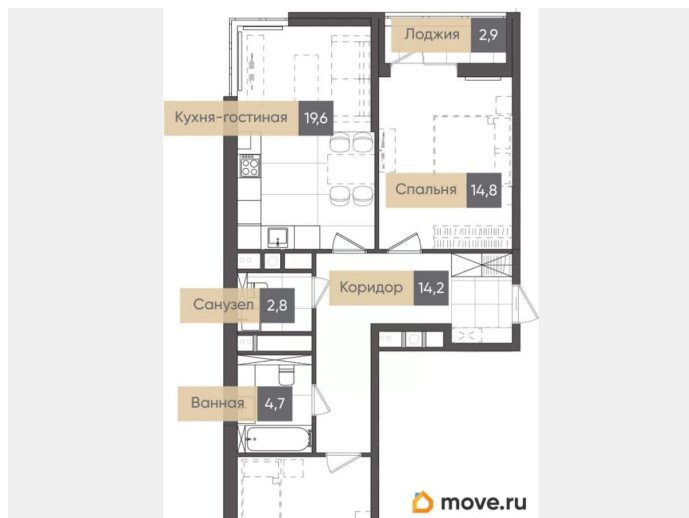 Лоджия 2,9
Кухня-гостиная 19,6
Спальня 14,8
Коридор 14,2
Санузел 2,8
Ванная 4,7
move.ru